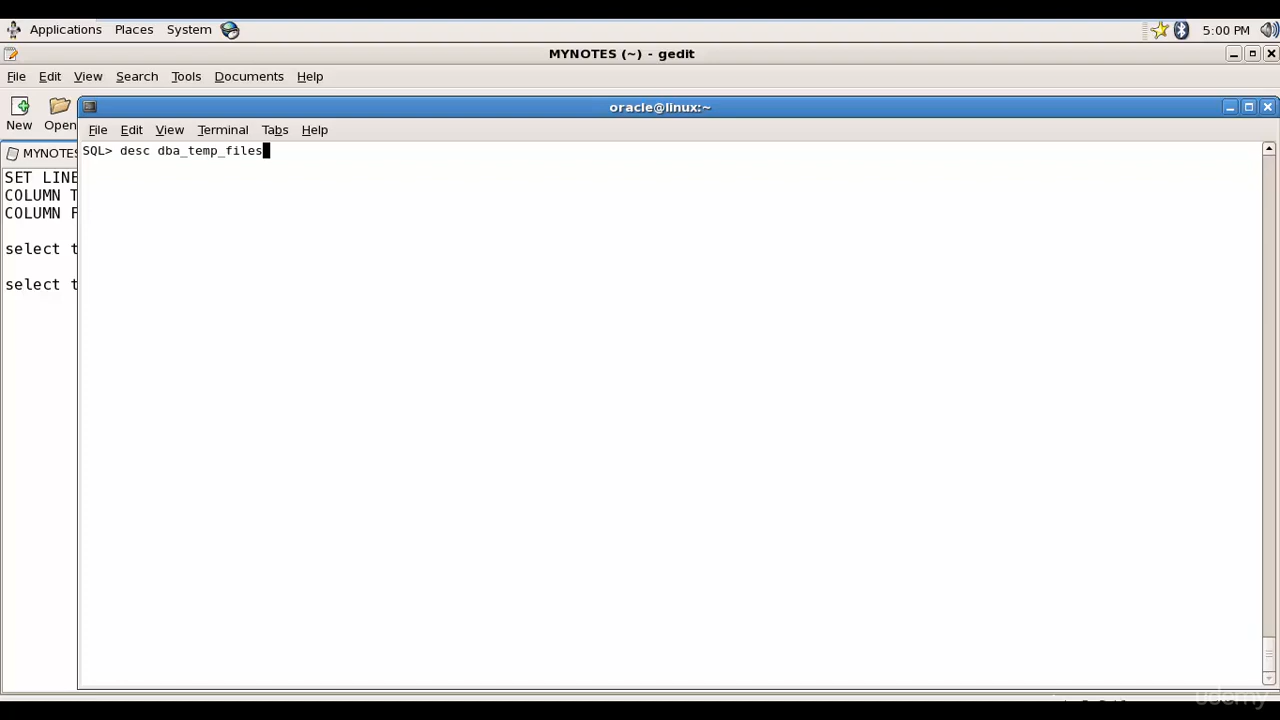 Applications Places System 5:00 PM
MYNOTES (~) - gedit
File Edit View Search Tools Documents Help
New Open
oracle@linux:~
File Edit View Terminal Tabs Help
MYNOTES
SQL> desc dba_temp_files
SET LINE
COLUMN T
COLUMN F
select t
select t
udemy